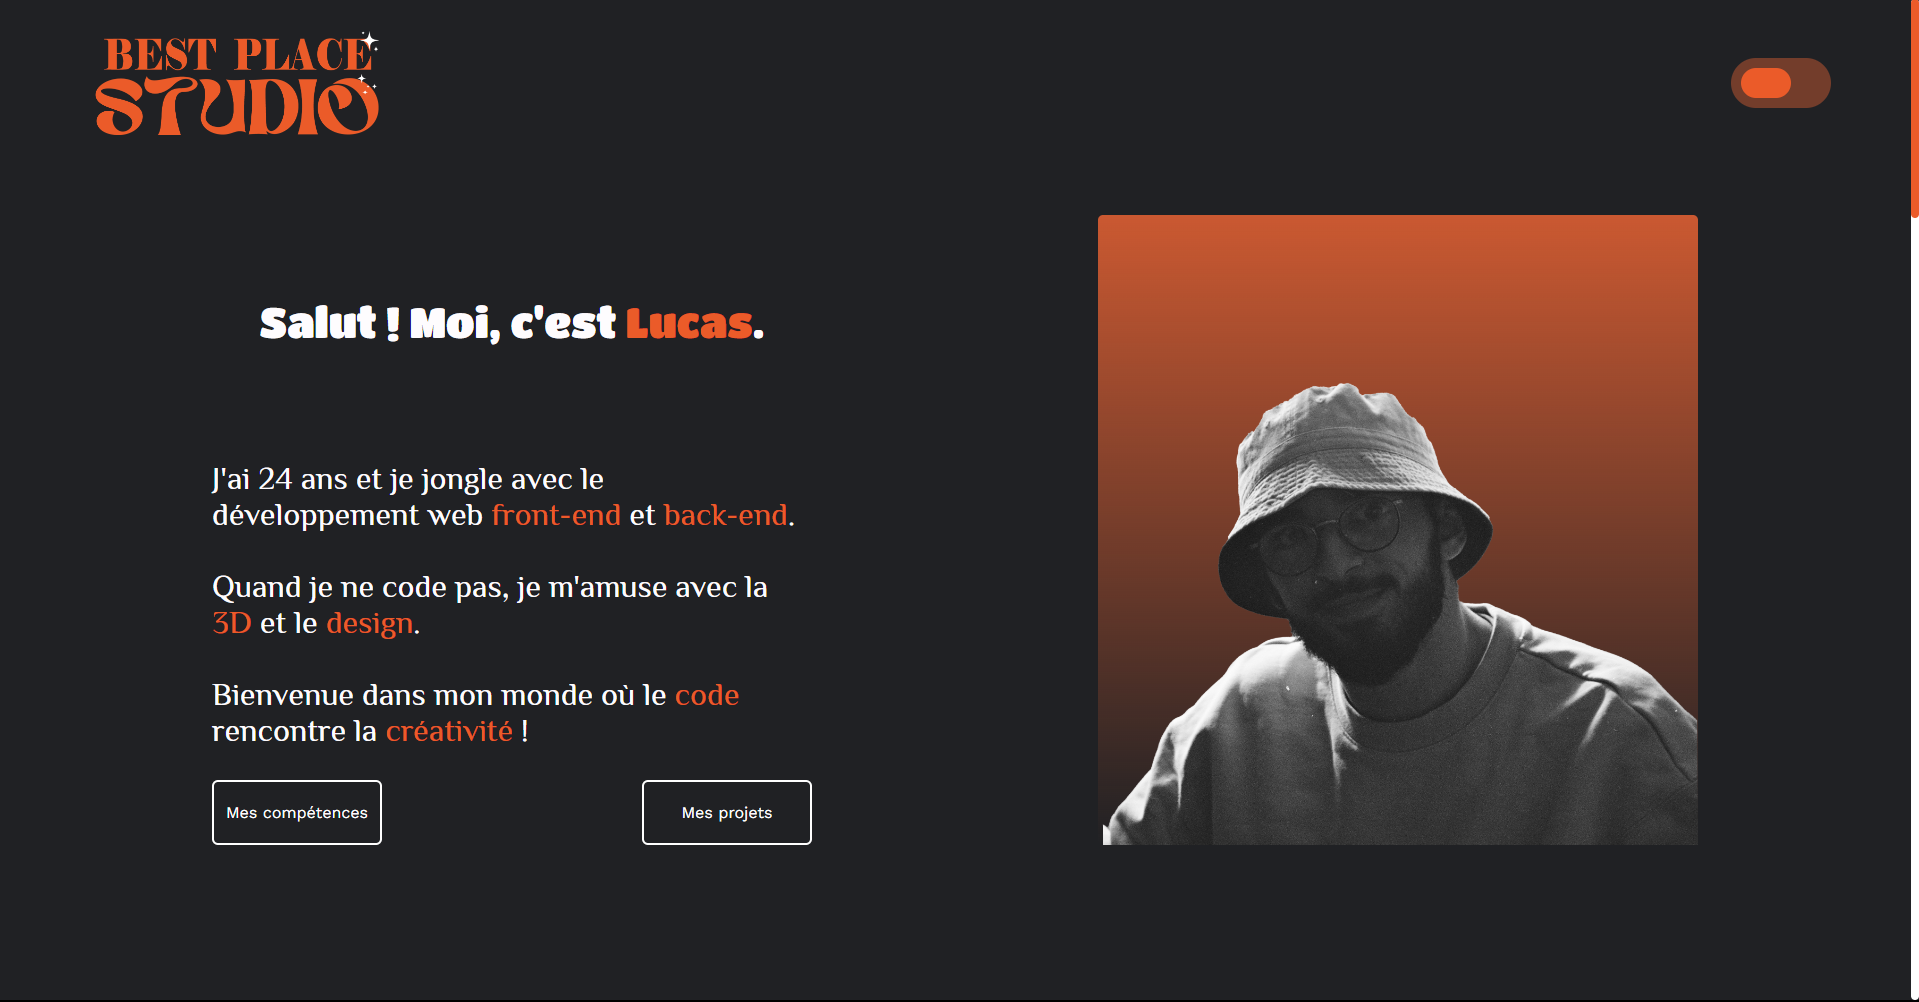 BEST PLACE
STUDIO
Salut ! Moi, c'est Lucas.
J'ai 24 ans et je jongle avec le
développement web front-end et back-end.
Quand je ne code pas, je m'amuse avec la
3D et le design.
Bienvenue dans mon monde où le code
rencontre la créativité !
Mes compétences
Mes projets